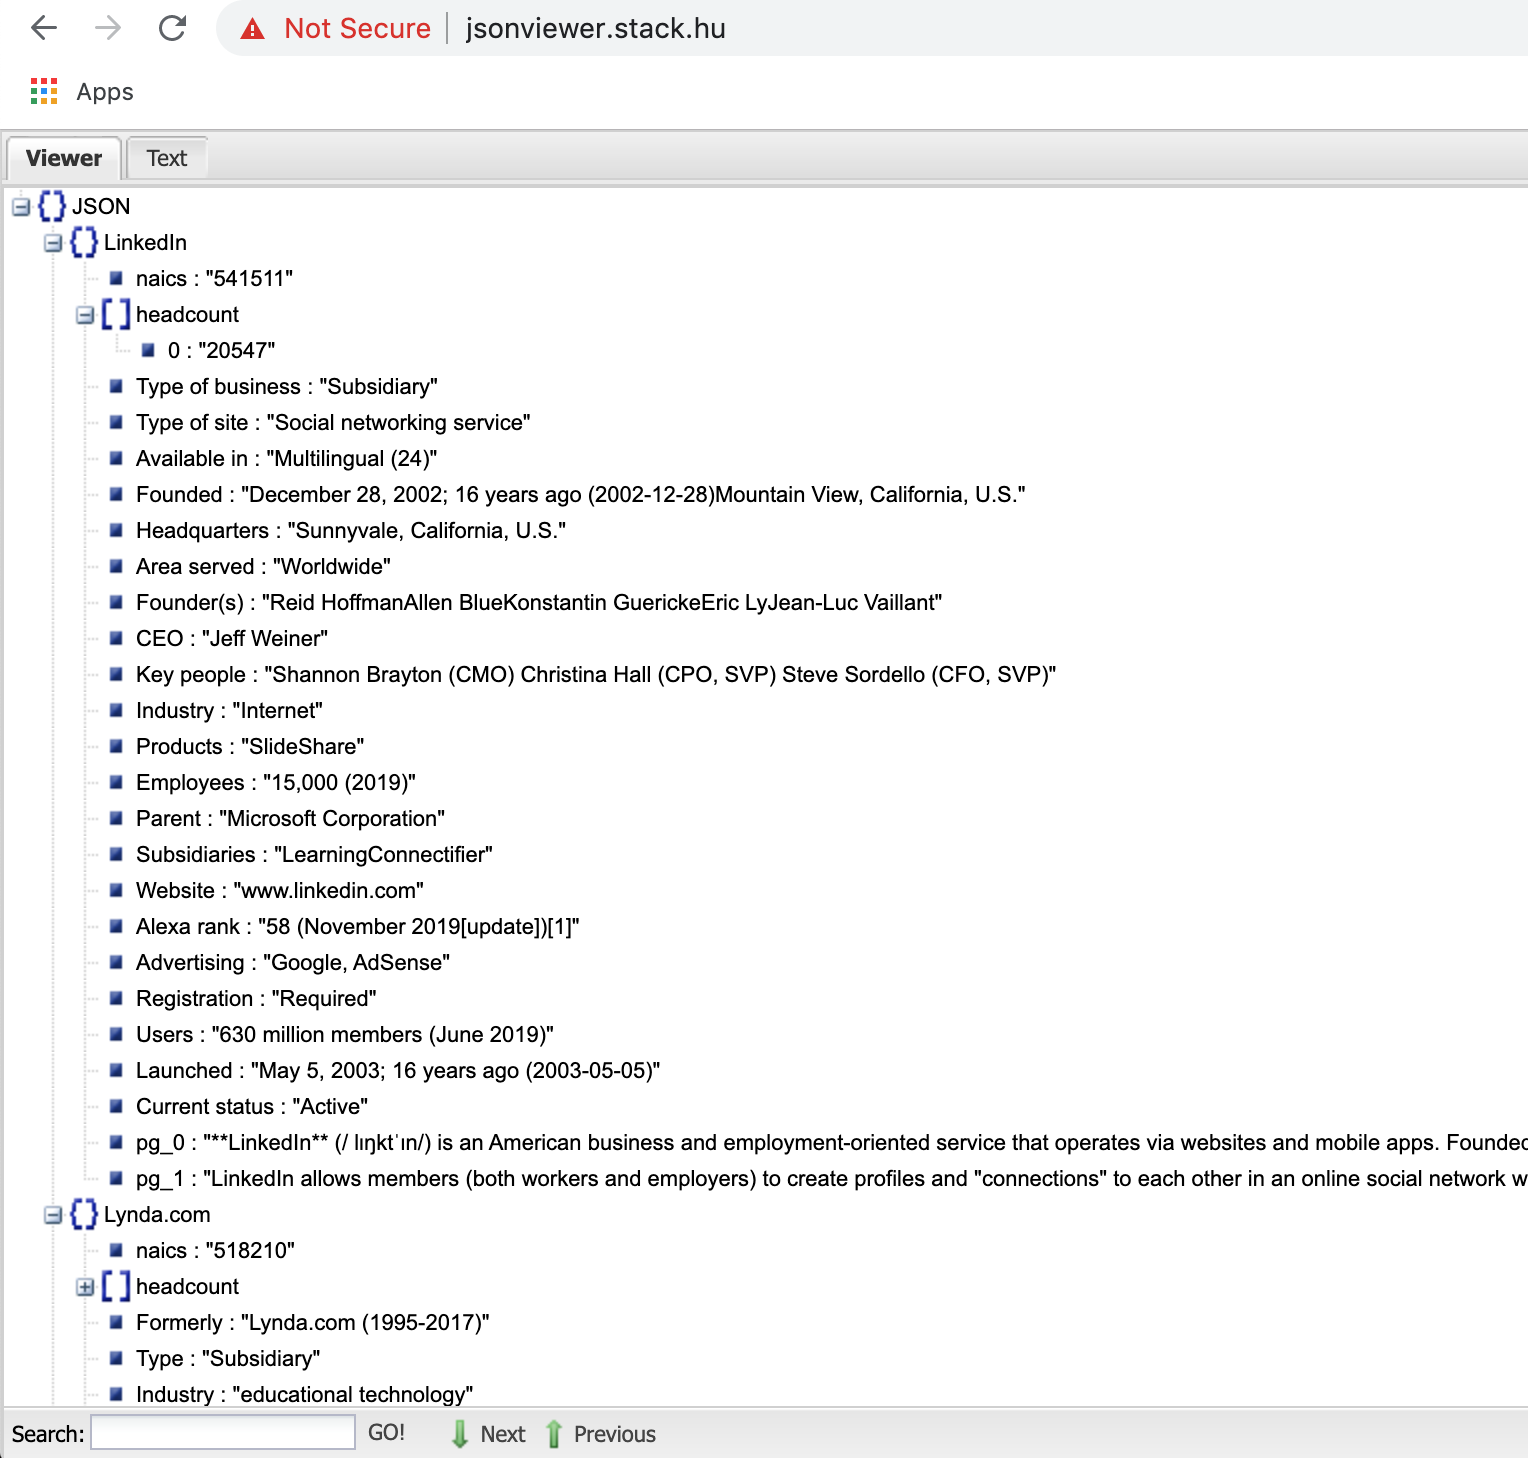 Not Secure | jsonviewer.stack.hu
Apps
Viewer Text
JSON
LinkedIn
naics : "541511"
headcount
0 : "20547"
Type of business : "Subsidiary"
Type of site : "Social networking service"
Available in : "Multilingual (24)"
Founded : "December 28, 2002; 16 years ago (2002-12-28)Mountain View, California, U.S."
Headquarters : "Sunnyvale, California, U.S."
Area served : "Worldwide"
Founder(s) : "Reid HoffmanAllen BlueKonstantin GuerickeEric LyJean-Luc Vaillant"
CEO : "Jeff Weiner"
Key people : "Shannon Brayton (CMO) Christina Hall (CPO, SVP) Steve Sordello (CFO, SVP)"
Industry : "Internet"
Products : "SlideShare"
Employees : "15,000 (2019)"
Parent : "Microsoft Corporation"
Subsidiaries : "LearningConnectifier"
Website : "www.linkedin.com"
Alexa rank : "58 (November 2019[update])[1]"
Advertising : "Google, AdSense"
Registration : "Required"
Users : "630 million members (June 2019)"
Launched : "May 5, 2003; 16 years ago (2003-05-05)"
Current status : "Active"
pg_0 : "**LinkedIn** (/ lɪŋktˈɪn/) is an American business and employment-oriented service that operates via websites and mobile apps. Founded
pg_1 : "LinkedIn allows members (both workers and employers) to create profiles and "connections" to each other in an online social network w
Lynda.com
naics : "518210"
headcount
Formerly : "Lynda.com (1995-2017)"
Type : "Subsidiary"
Industry : "educational technology"
Search: GO! Next Previous